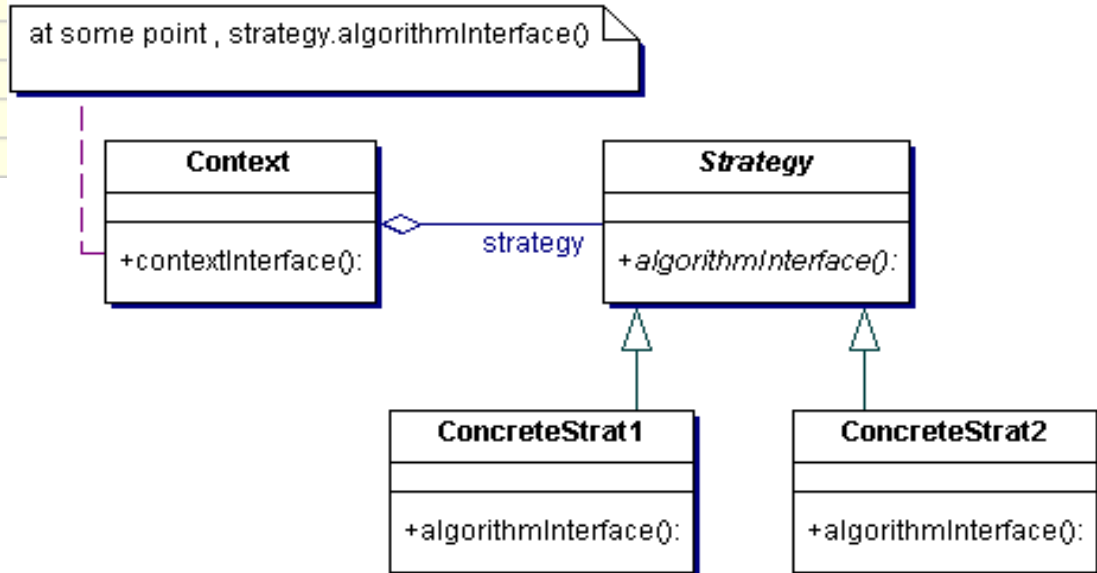 at some point , strategy.algorithmInterface()
Context
Strategy
+contextInterface():
strategy
+algorithmInterface():
ConcreteStrat1
ConcreteStrat2
+algorithmInterface():
+algorithmInterface():